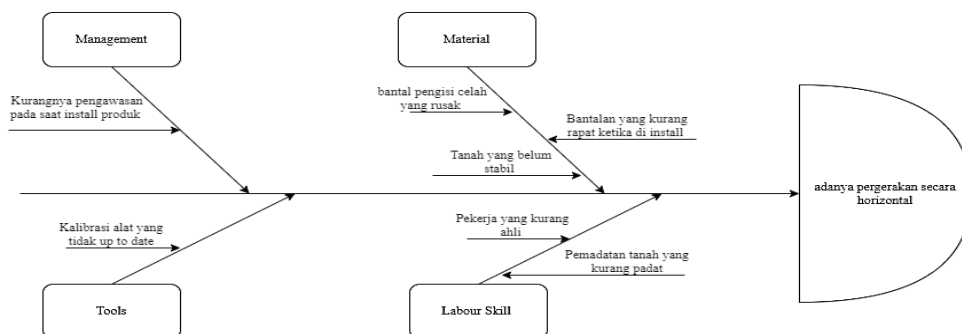 Management
Material
Kurangnya pengawasan
pada saat install produk
bantal pengisi celah
yang rusak
Bantalan yang kurang
rapat ketika di install
Tanah yang belum
stabil
adanya pergerakan secara
horizontal
Kalibrasi alat yang
tidak up to date
Pekerja yang kurang
ahli
Pemadatan tanah yang
kurang padat
Tools
Labour Skill